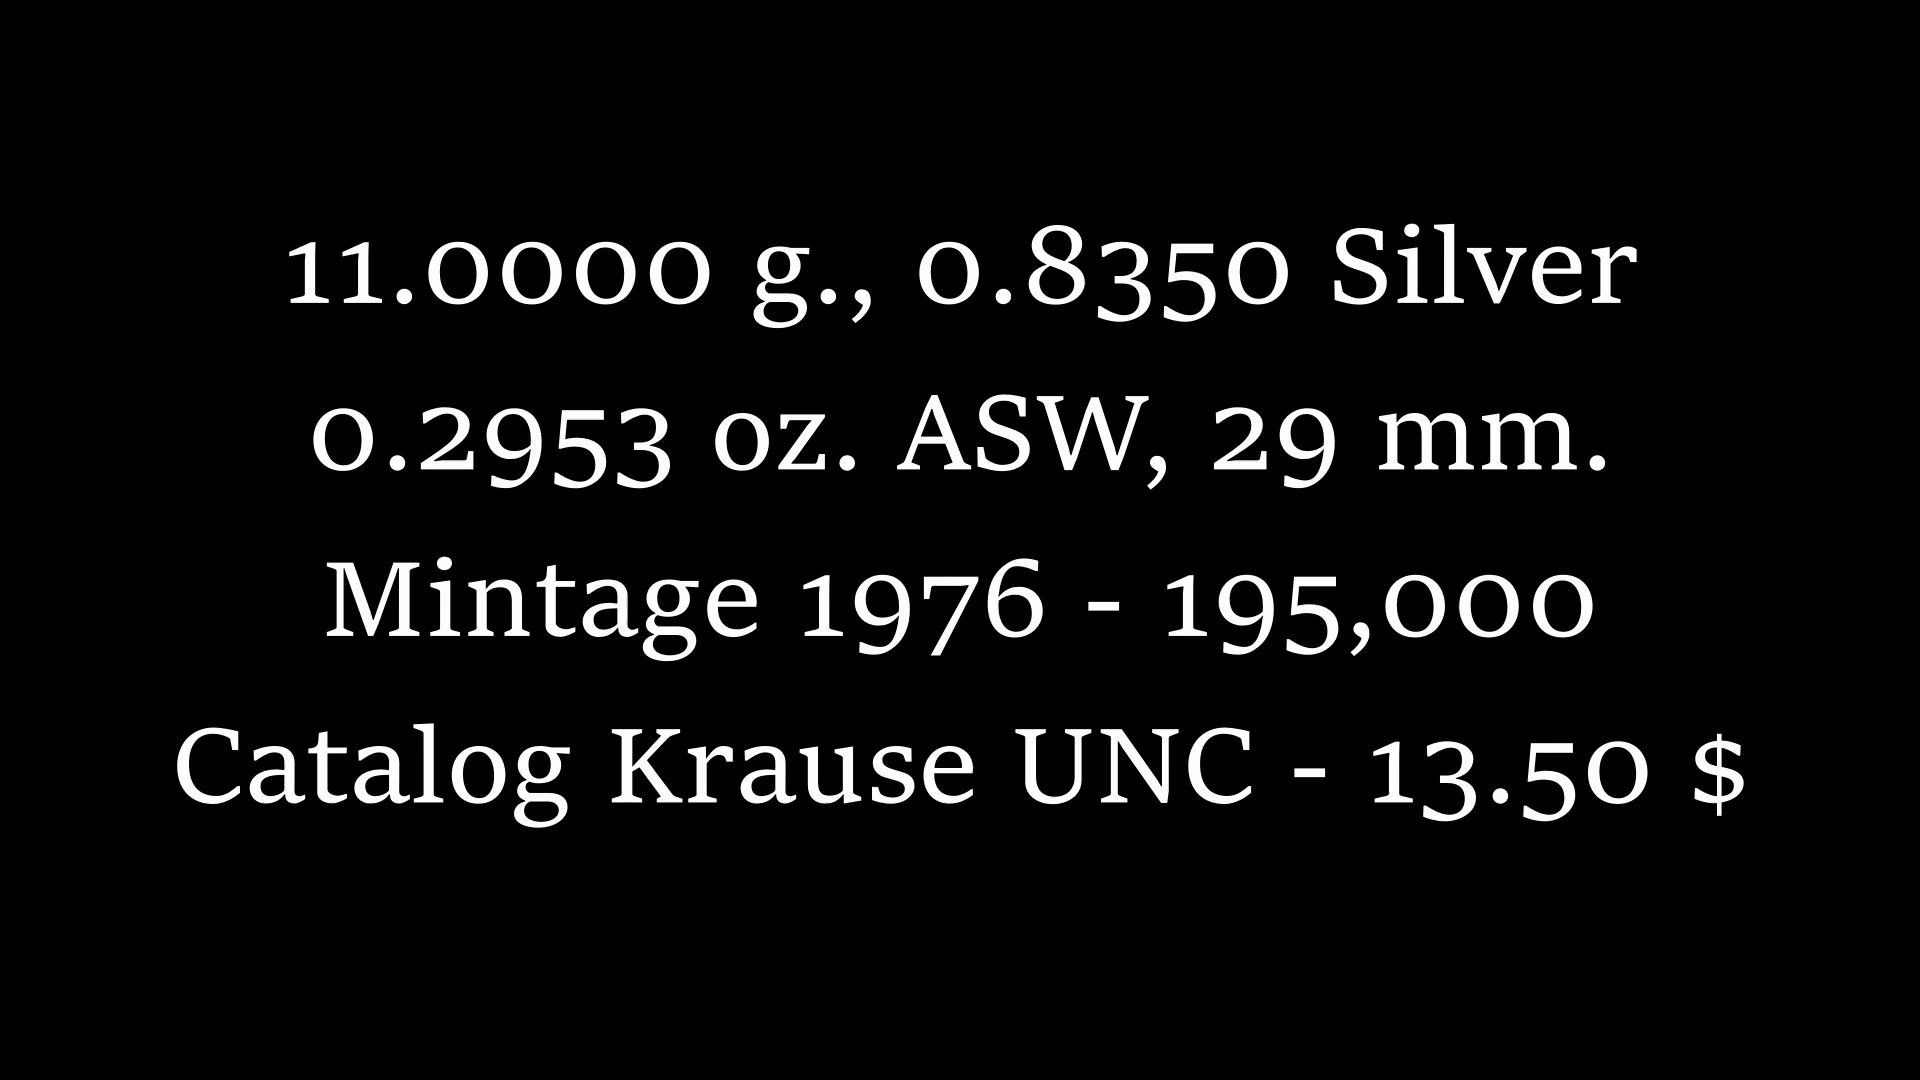 11.0000 g., 0.8350 Silver
0.2953 oz. ASW, 29 mm.
Mintage 1976 - 195,000
Catalog Krause UNC - 13.50 $